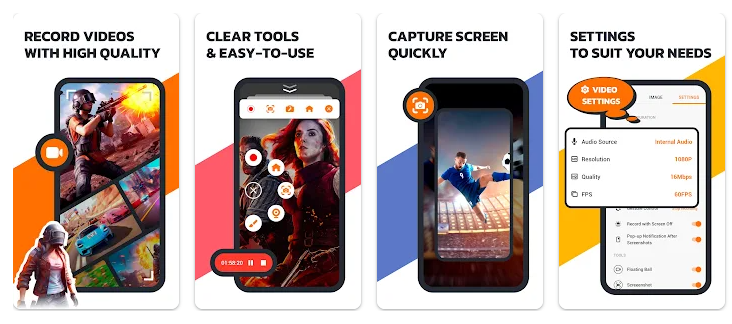 RECORD VIDEOS
WITH HIGH QUALITY
CLEAR TOOLS
& EASY-TO-USE
01:58:20
CAPTURE SCREEN
QUICKLY
SETTINGS
TO SUIT YOUR NEEDS
VIDEO
SETTINGS
IMAGE
SETTINGS
Audio Source
Internal Audio
Resolution
1080P
Quality
16Mbps
FPS
60FPS
Record with Screen Off
Pop-up Notification After
Screenshots
TOOLS
Floating Ball
Screenshot